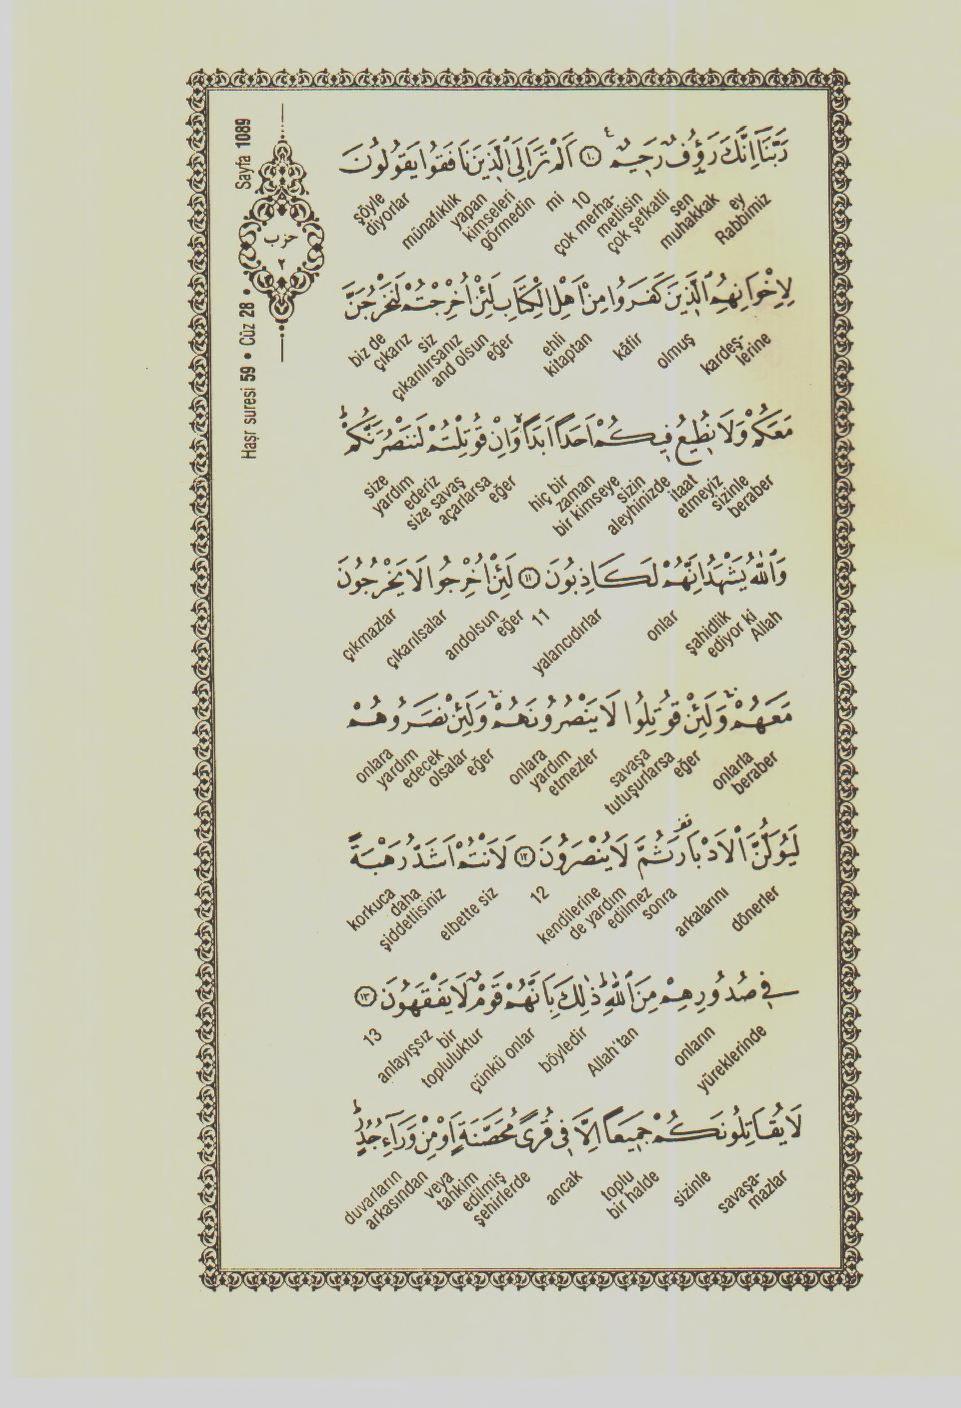 Sayfa 1089
حزب
٢
Haşr suresi 59 • Cüz 28 •
رَبَّنَا اِنَّكَ رَؤُفٌ رَحِيمٌ ﴿١٠﴾ اَلَمْ تَرَ اِلَى الَّذِينَ نَافَقُوا يَقُولُونَ
ey Rabbimiz muhakkak sen çok şefkatli çok merha- metlisin 10 mi görmedin kimseleri yapan münafıklık şöyle diyorlar
لِاِخْوَانِهِمُ الَّذِينَ كَفَرُوا مِنْ اَهْلِ الْكِتَابِ لَئِنْ اُخْرِجْتُمْ لَنَخْرُجَنَّ
kardeş- lerine olmuş kâfir ehli kitaptan eğer and olsun siz çıkarılırsanız biz de çıkarız
مَعَكُمْ وَلَا نُطِيعُ فِيكُمْ اَحَدًا اَبَدًا وَاِنْ قُوتِلْتُمْ لَنَنْصُرَنَّكُمْ
sizinle beraber itaat etmeyiz sizin aleyhinizde bir kimseye hiç bir zaman eğer size savaş açarlarsa size yardım ederiz
وَاللّٰهُ يَشْهَدُ اِنَّهُمْ لَكَاذِبُونَ ﴿١١﴾ لَئِنْ اُخْرِجُوا لَا يَخْرُجُونَ
Allah şahidlik ediyor ki onlar yalancıdırlar 11 eğer andolsun çıkarılsalar çıkmazlar
مَعَهُمْ وَلَئِنْ قُوتِلُوا لَا يَنْصُرُونَهُمْ وَلَئِنْ نَصَرُوهُمْ
onlarla beraber eğer savaşa tutuşurlarsa onlara yardım etmezler eğer onlara yardım edecek olsalar
لَيُوَلُّنَّ الْاَدْبَارَ ثُمَّ لَا يُنْصَرُونَ ﴿١٢﴾ لَاَنْتُمْ اَشَدُّ رَهْبَةً
dönerler arkalarını sonra kendilerine de yardım edilmez 12 elbette siz daha şiddetlisiniz korkuca
فِي صُدُورِهِمْ مِنَ اللّٰهِ ذٰلِكَ بِاَنَّهُمْ قَوْمٌ لَا يَفْقَهُونَ ﴿١٣﴾
onların yüreklerinde Allah'tan böyledir çünkü onlar bir topluluktur anlayışsız 13
لَا يُقَاتِلُونَكُمْ جَمِيعًا اِلَّا فِي قُرًى مُحَصَّنَةٍ اَوْ مِنْ وَرَاءِ جُدُرٍ
savaşa- mazlar sizinle toplu bir halde ancak tahkim edilmiş şehirlerde veya duvarların arkasından